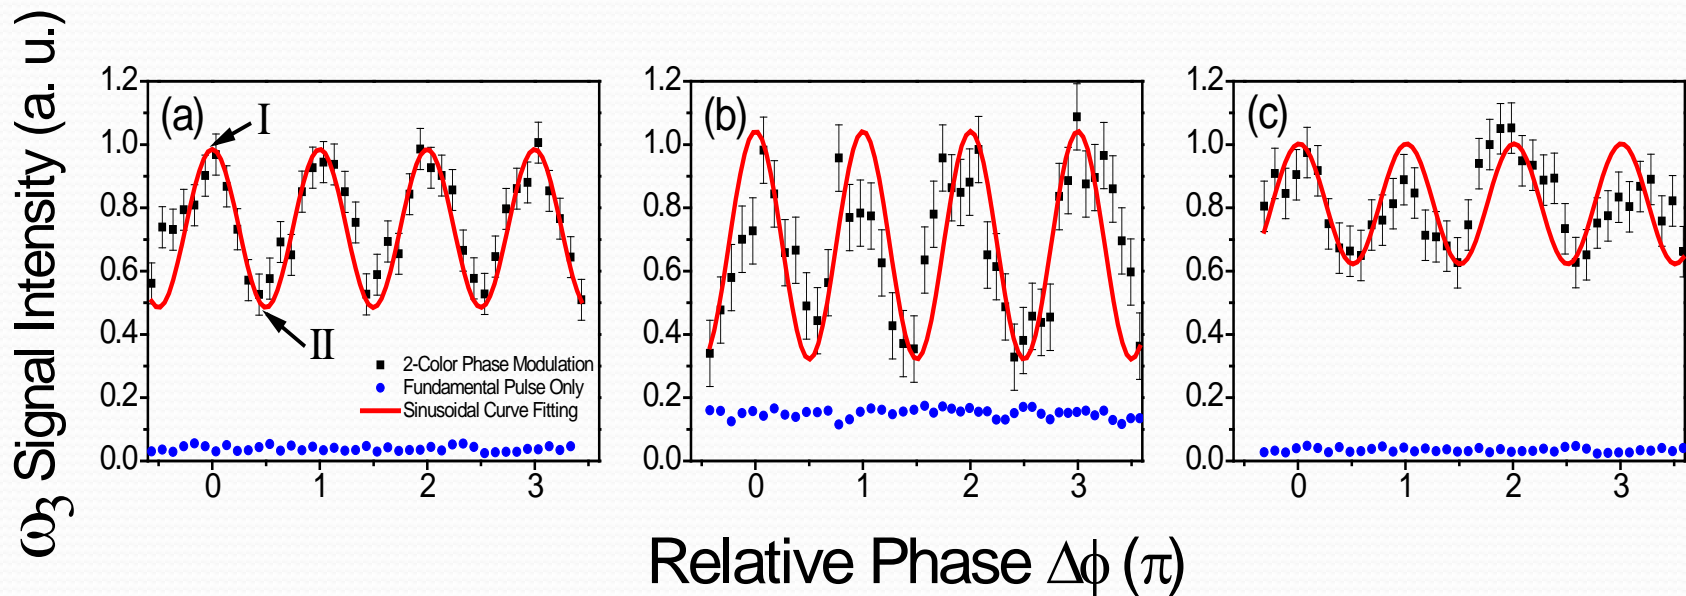 ω3 Signal Intensity (a. u.)
1.2
1.0
0.8
0.6
0.4
0.2
0.0
(a)
I
II
2-Color Phase Modulation
Fundamental Pulse Only
Sinusoidal Curve Fitting
0 1 2 3
1.2
1.0
0.8
0.6
0.4
0.2
0.0
(b)
0 1 2 3
1.2
1.0
0.8
0.6
0.4
0.2
0.0
(c)
0 1 2 3
Relative Phase Δϕ (π)